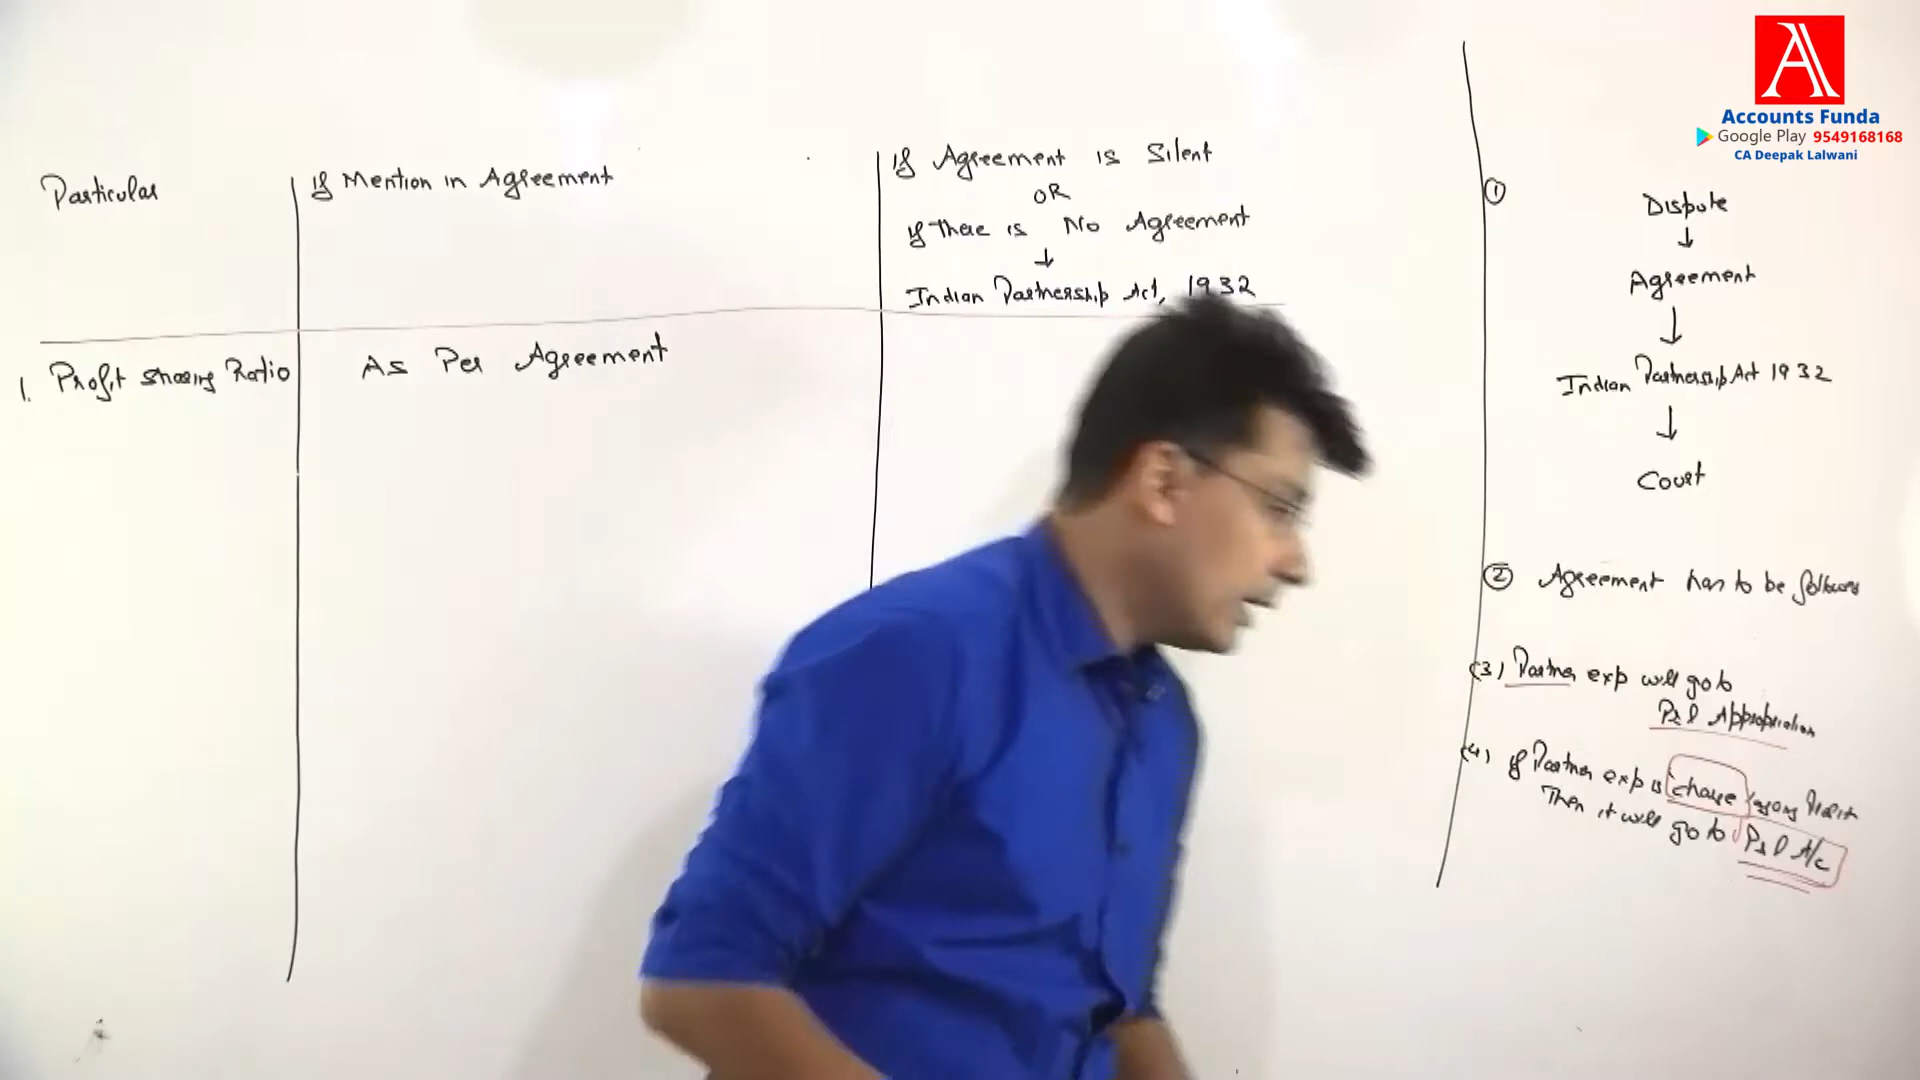 Accounts Funda
Google Play 9549168168
CA Deepak Lalwani
Particular
If Mention in Agreement
If Agreement is Silent
OR
If There is No Agreement
↓
Indian Partnership Act, 1932
1. Profit Sharing Ratio
As Per Agreement
①
Dispute
↓
Agreement
↓
Indian Partnership Act 1932
↓
Court
② Agreement has to be follows
(3) Partner exp will go to
P&L Appropriation
(4) If Partner exp is charge Profit
Then it will go to P&L A/c